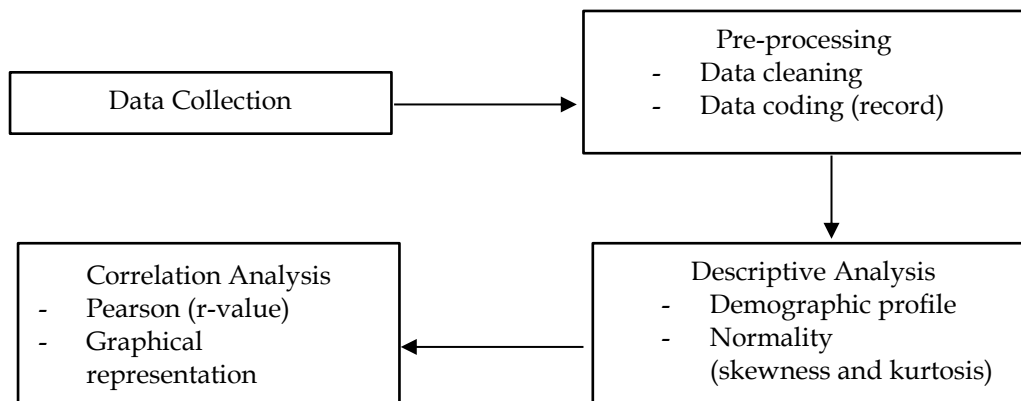 Data Collection
Pre-processing
- Data cleaning
- Data coding (record)
Descriptive Analysis
- Demographic profile
- Normality
(skewness and kurtosis)
Correlation Analysis
- Pearson (r-value)
- Graphical
representation